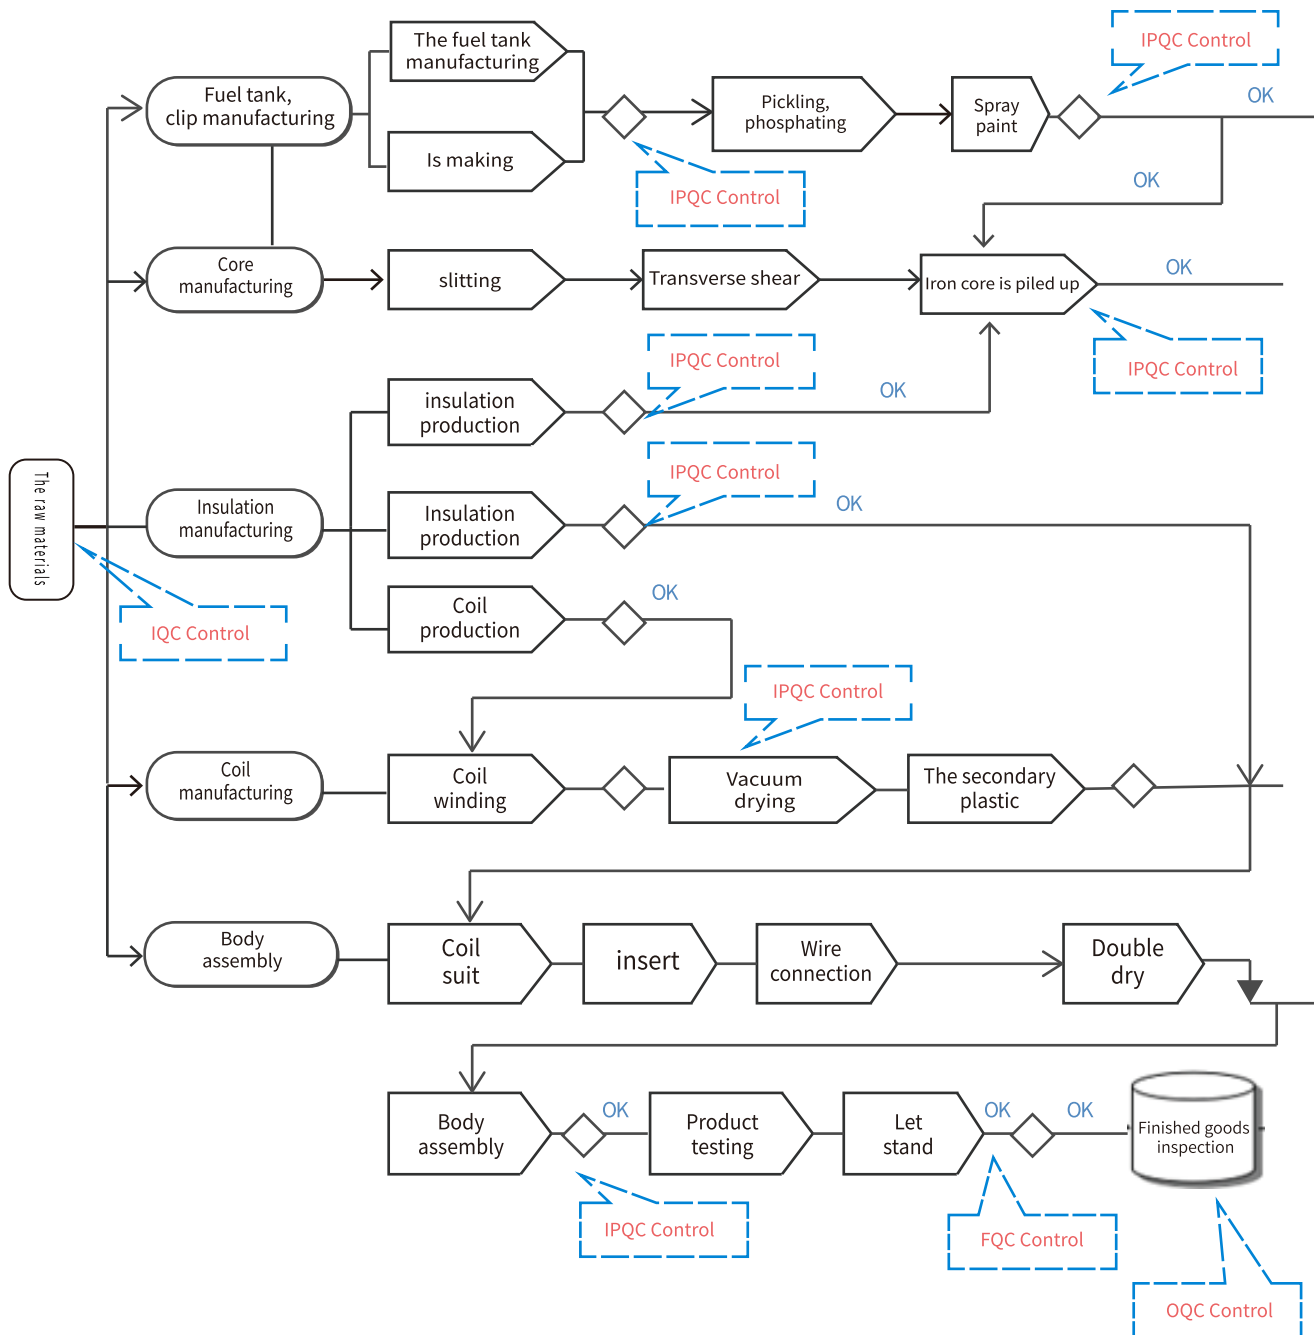 The fuel tank
manufacturing
IPQC Control
OK
Fuel tank,
clip manufacturing
Pickling,
phosphating
Spray
paint
Is making
IPQC Control
OK
Core
manufacturing
slitting
Transverse shear
Iron core is piled up
OK
IPQC Control
IPQC Control
insulation
production
OK
IPQC Control
The raw materials
Insulation
manufacturing
Insulation
production
OK
Coil
production
OK
IQC Control
IPQC Control
Coil
manufacturing
Coil
winding
Vacuum
drying
The secondary
plastic
Body
assembly
Coil
suit
insert
Wire
connection
Double
dry
Body
assembly
OK
Product
testing
Let
stand
OK
OK
Finished goods
inspection
IPQC Control
FQC Control
OQC Control